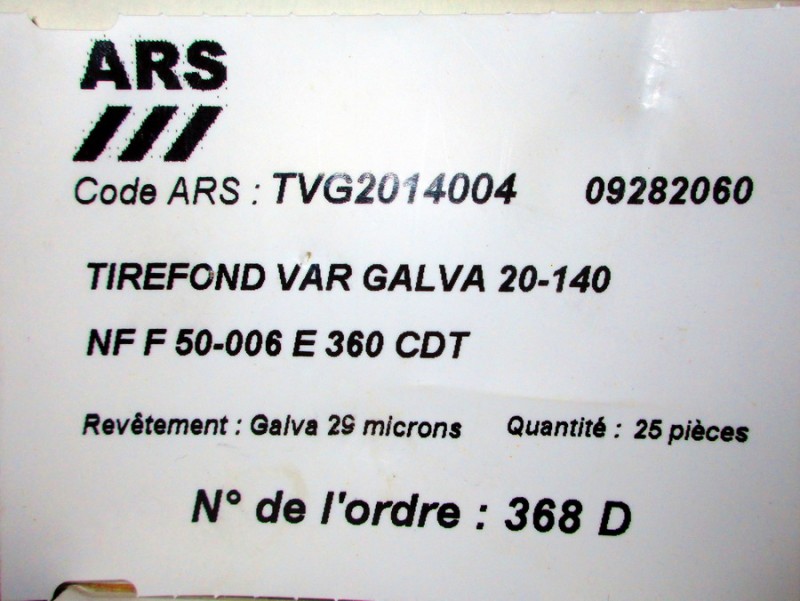 ARS
Code ARS : TVG2014004 09282060
TIREFOND VAR GALVA 20-140
NF F 50-006 E 360 CDT
Revêtement : Galva 29 microns Quantité : 25 pièces
N° de l'ordre : 368 D